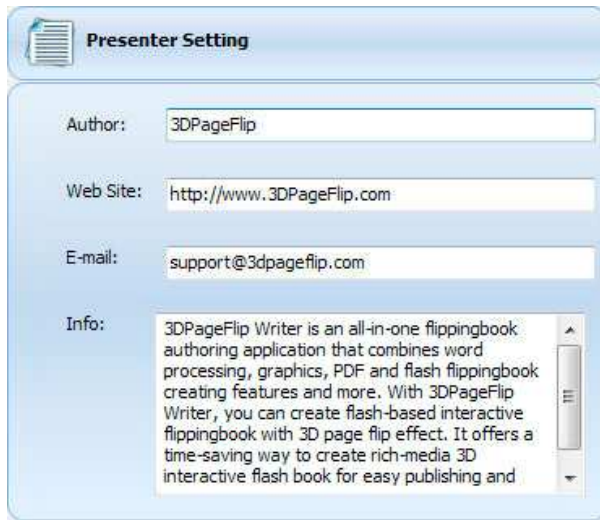 Presenter Setting
Author: 3DPageFlip
Web Site: http://www.3DPageFlip.com
E-mail: support@3dpageflip.com
Info: 3DPageFlip Writer is an all-in-one flippingbook
authoring application that combines word
processing, graphics, PDF and flash flippingbook
creating features and more. With 3DPageFlip
Writer, you can create flash-based interactive
flippingbook with 3D page flip effect. It offers a
time-saving way to create rich-media 3D
interactive flash book for easy publishing and